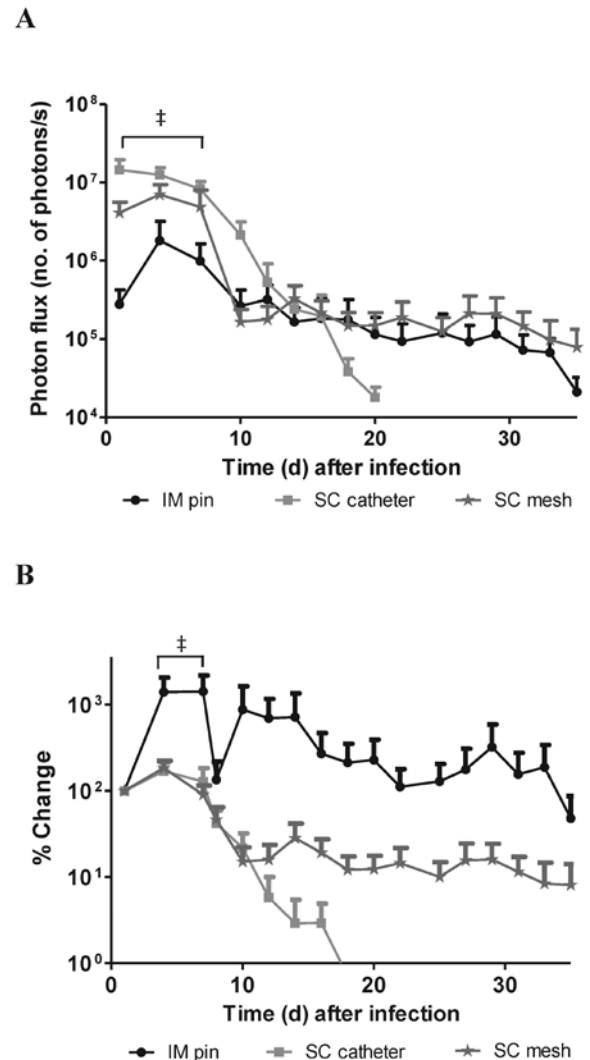 A
‡
10^8
10^7
10^6
10^5
10^4
Photon flux (no. of photons/s)
0 10 20 30
Time (d) after infection
IM pin SC catheter SC mesh
B
‡
10^3
10^2
10^1
10^0
% Change
0 10 20 30
Time (d) after infection
IM pin SC catheter SC mesh